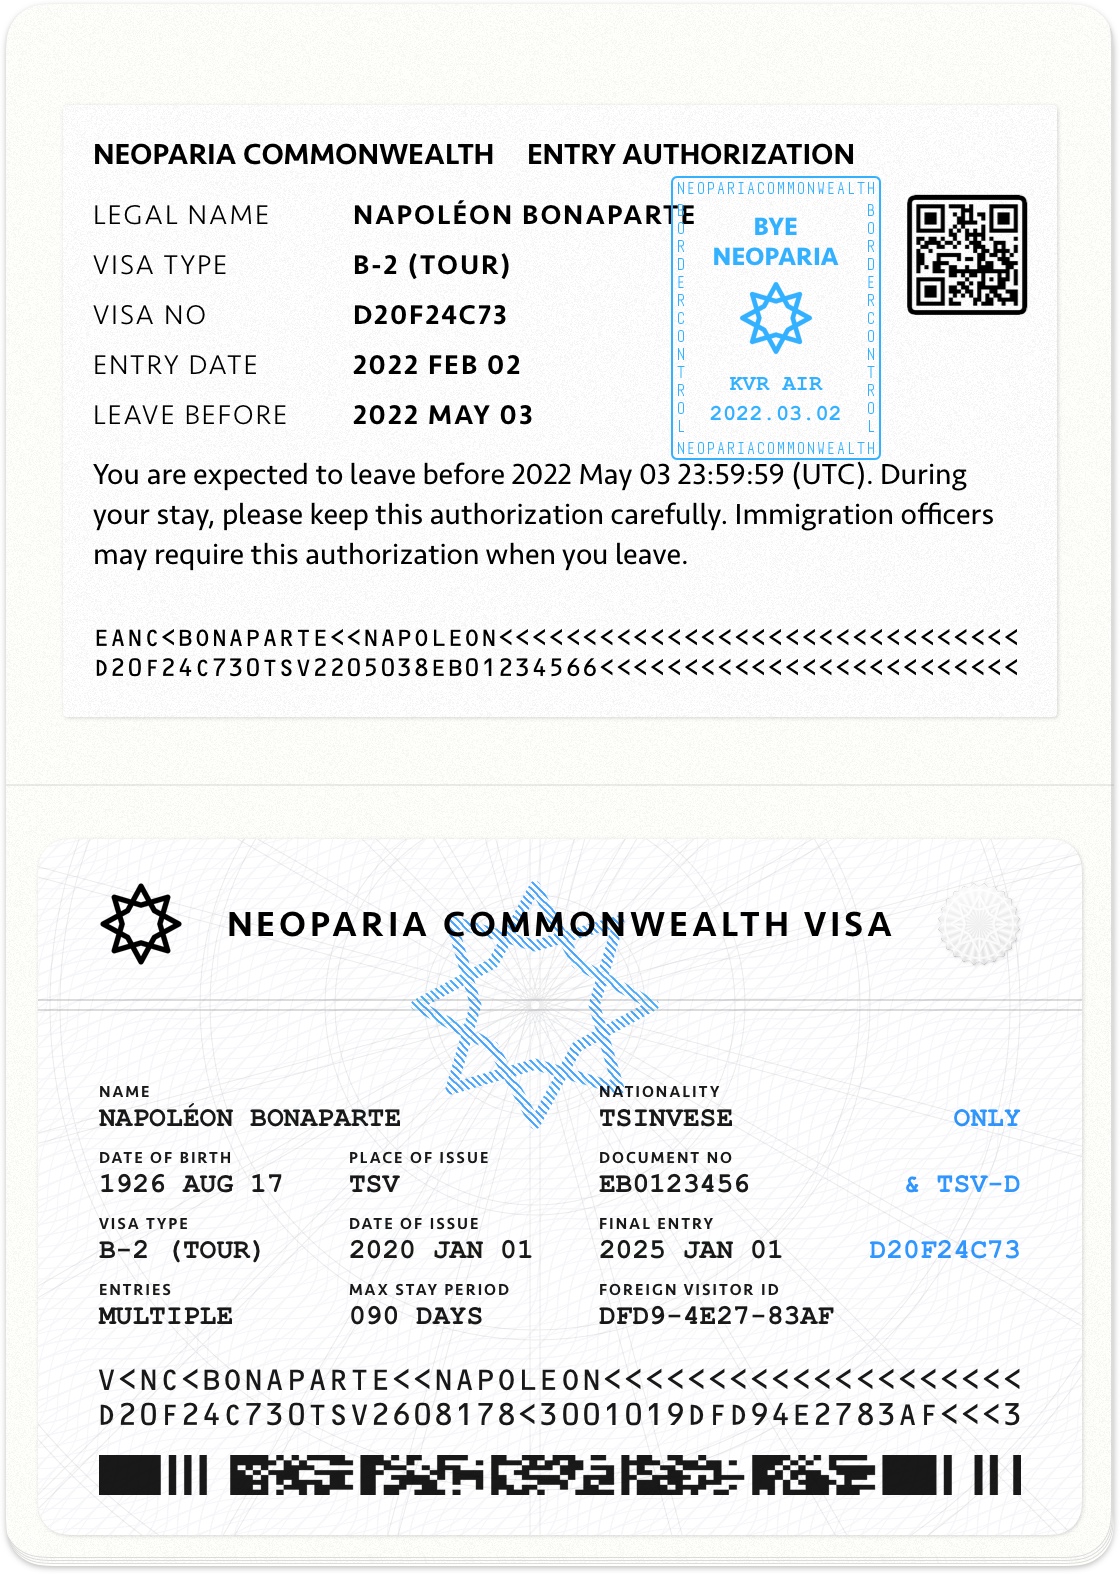 NEOPARIA COMMONWEALTH ENTRY AUTHORIZATION
LEGAL NAME NAPOLÉON BONAPARTE
VISA TYPE B-2 (TOUR)
VISA NO D20F24C73
ENTRY DATE 2022 FEB 02
LEAVE BEFORE 2022 MAY 03
NEOPARIACOMMONWEALTH
BORDERCONTROL
BYE
NEOPARIA
KVR AIR
2022.03.02
BORDERCONTROL
NEOPARIACOMMONWEALTH
You are expected to leave before 2022 May 03 23:59:59 (UTC). During
your stay, please keep this authorization carefully. Immigration officers
may require this authorization when you leave.
EANC<BONAPARTE<<NAPOLEON<<<<<<<<<<<<<<<<<<<<<<<<<<<<<<<
D20F24C730TSV2205038EB01234566<<<<<<<<<<<<<<<<<<<<<<<<<
NEOPARIA COMMONWEALTH VISA
NAME NATIONALITY
NAPOLÉON BONAPARTE TSINVESE ONLY
DATE OF BIRTH PLACE OF ISSUE DOCUMENT NO
1926 AUG 17 TSV EB0123456 & TSV-D
VISA TYPE DATE OF ISSUE FINAL ENTRY
B-2 (TOUR) 2020 JAN 01 2025 JAN 01 D20F24C73
ENTRIES MAX STAY PERIOD FOREIGN VISITOR ID
MULTIPLE 090 DAYS DFD9-4E27-83AF
V<NC<BONAPARTE<<NAPOLEON<<<<<<<<<<<<<<<<<<<<
D20F24C730TSV2608178<3001019DFD94E2783AF<<<3